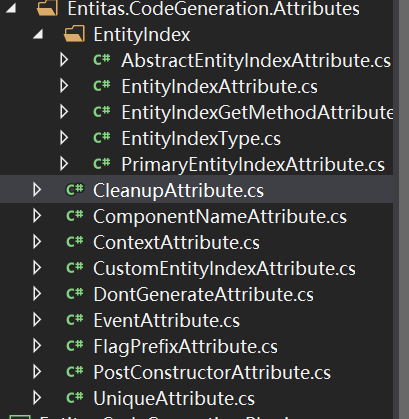 Entitas.CodeGeneration.Attributes
EntityIndex
C# AbstractEntityIndexAttribute.cs
C# EntityIndexAttribute.cs
C# EntityIndexGetMethodAttribute
C# EntityIndexType.cs
C# PrimaryEntityIndexAttribute.cs
C# CleanupAttribute.cs
C# ComponentNameAttribute.cs
C# ContextAttribute.cs
C# CustomEntityIndexAttribute.cs
C# DontGenerateAttribute.cs
C# EventAttribute.cs
C# FlagPrefixAttribute.cs
C# PostConstructorAttribute.cs
C# UniqueAttribute.cs